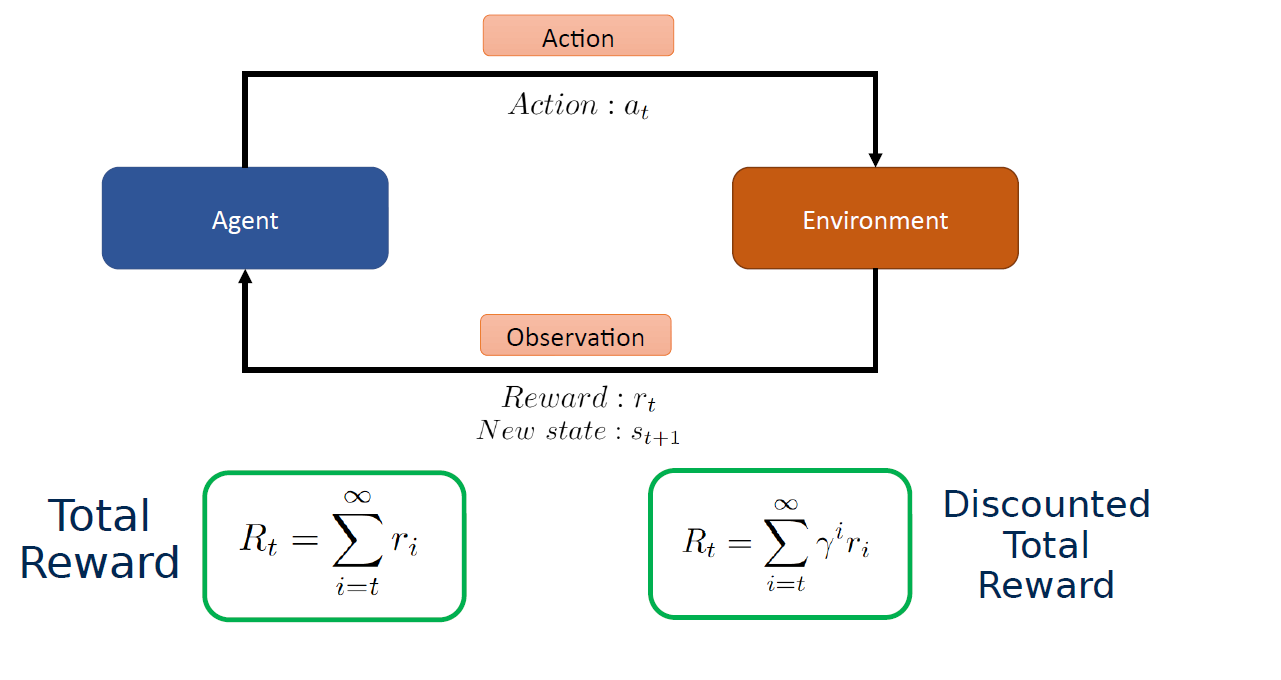 Action
Action : a_t
Agent
Environment
Observation
Reward : r_t
New state : s_{t+1}
Total
Reward
R_t = \sum_{i=t}^{\infty} r_i
R_t = \sum_{i=t}^{\infty} \gamma^i r_i
Discounted
Total
Reward